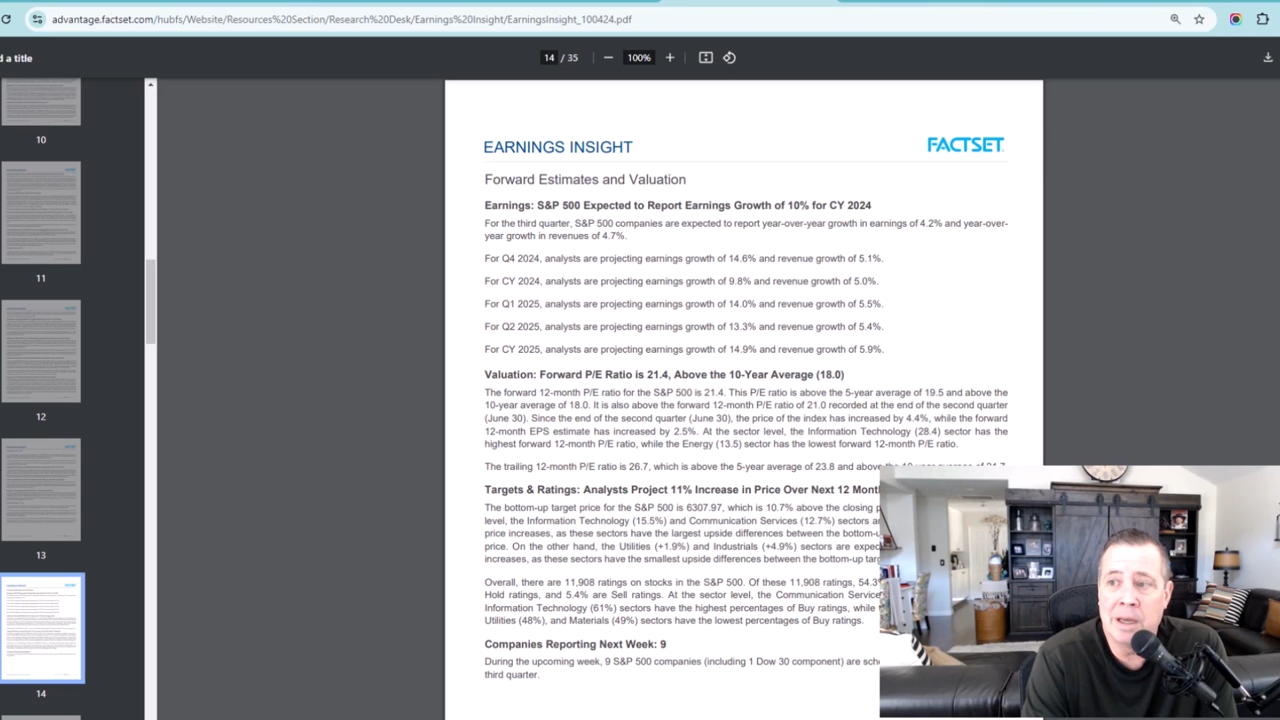 advantage.factset.com/hubfs/Website/Resources%20Section/Research%20Desk/Earnings%20Insight/EarningsInsight_100424.pdf
d a title
14 / 35
100%
10
11
12
13
14
EARNINGS INSIGHT
FACTSET
Forward Estimates and Valuation
Earnings: S&P 500 Expected to Report Earnings Growth of 10% for CY 2024
For the third quarter, S&P 500 companies are expected to report year-over-year growth in earnings of 4.2% and year-over-
year growth in revenues of 4.7%.
For Q4 2024, analysts are projecting earnings growth of 14.6% and revenue growth of 5.1%.
For CY 2024, analysts are projecting earnings growth of 9.8% and revenue growth of 5.0%.
For Q1 2025, analysts are projecting earnings growth of 14.0% and revenue growth of 5.5%.
For Q2 2025, analysts are projecting earnings growth of 13.3% and revenue growth of 5.4%.
For CY 2025, analysts are projecting earnings growth of 14.9% and revenue growth of 5.9%.
Valuation: Forward P/E Ratio is 21.4, Above the 10-Year Average (18.0)
The forward 12-month P/E ratio for the S&P 500 is 21.4. This P/E ratio is above the 5-year average of 19.5 and above the
10-year average of 18.0. It is also above the forward 12-month P/E ratio of 21.0 recorded at the end of the second quarter
(June 30). Since the end of the second quarter (June 30), the price of the index has increased by 4.4%, while the forward
12-month EPS estimate has increased by 2.5%. At the sector level, the Information Technology (28.4) sector has the
highest forward 12-month P/E ratio, while the Energy (13.5) sector has the lowest forward 12-month P/E ratio.
The trailing 12-month P/E ratio is 26.7, which is above the 5-year average of 23.8 and above
Targets & Ratings: Analysts Project 11% Increase in Price Over Next 12 Mont
The bottom-up target price for the S&P 500 is 6307.97, which is 10.7% above the closing p
level, the Information Technology (15.5%) and Communication Services (12.7%) sectors a
price increases, as these sectors have the largest upside differences between the bottom-u
price. On the other hand, the Utilities (+1.9%) and Industrials (+4.9%) sectors are expec
increases, as these sectors have the smallest upside differences between the bottom-up targ
Overall, there are 11,908 ratings on stocks in the S&P 500. Of these 11,908 ratings, 54.3%
Hold ratings, and 5.4% are Sell ratings. At the sector level, the Communication Service
Information Technology (61%) sectors have the highest percentages of Buy ratings, while
Utilities (48%), and Materials (49%) sectors have the lowest percentages of Buy ratings.
Companies Reporting Next Week: 9
During the upcoming week, 9 S&P 500 companies (including 1 Dow 30 component) are sch
third quarter.